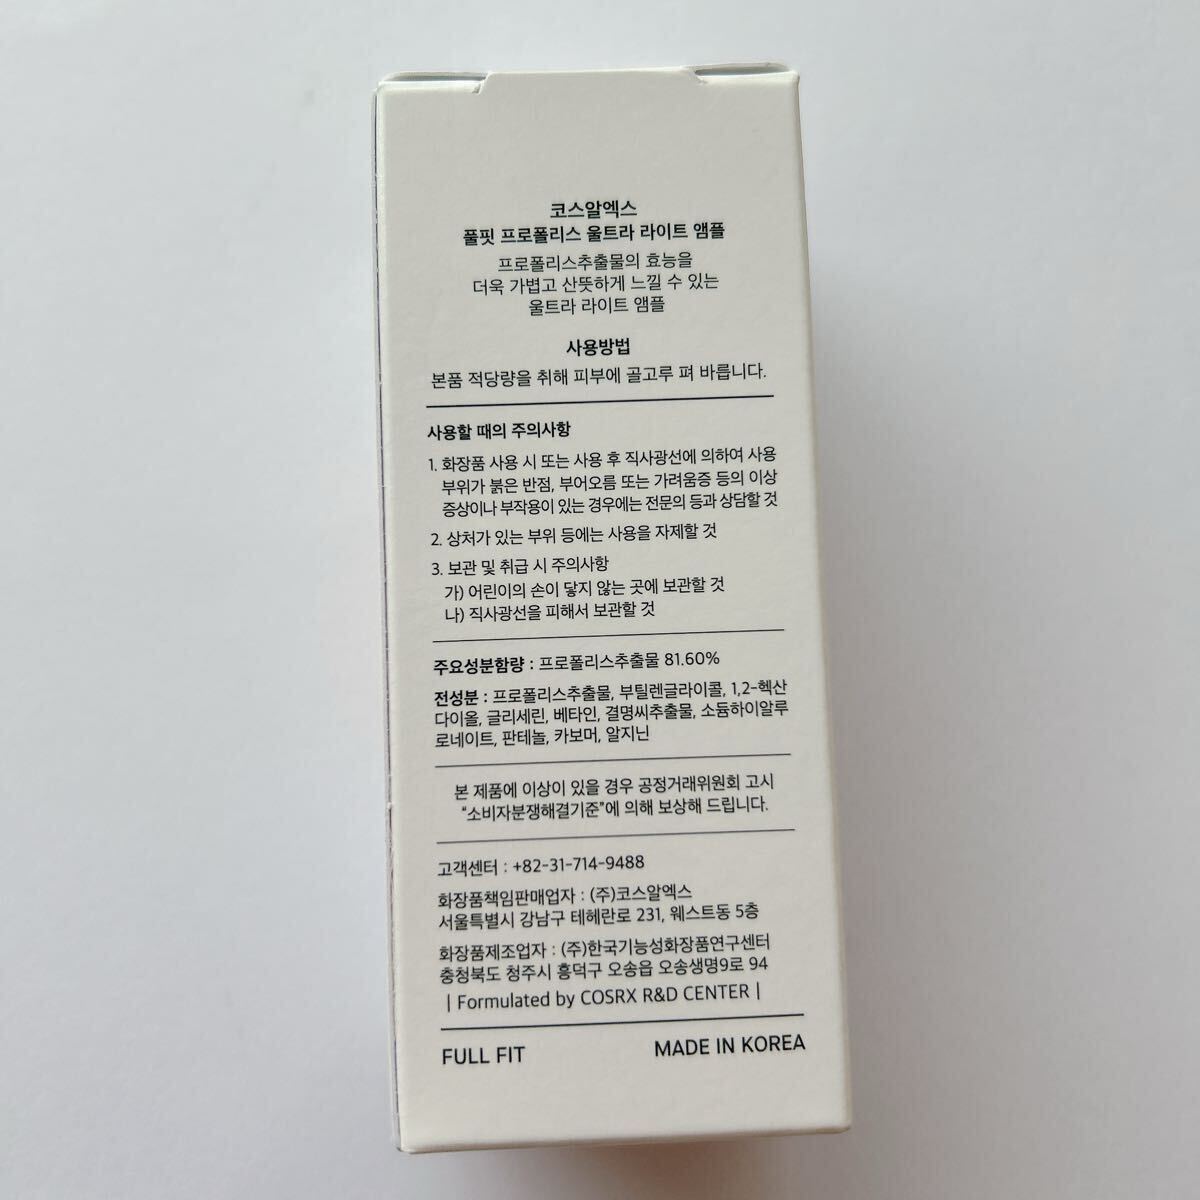 코스알엑스
풀핏 프로폴리스 울트라 라이트 앰플
프로폴리스추출물의 효능을
더욱 가볍고 산뜻하게 느낄 수 있는
울트라 라이트 앰플
사용방법
본품 적당량을 취해 피부에 골고루 펴 바릅니다.
사용할 때의 주의사항
1. 화장품 사용 시 또는 사용 후 직사광선에 의하여 사용
부위가 붉은 반점, 부어오름 또는 가려움증 등의 이상
증상이나 부작용이 있는 경우에는 전문의 등과 상담할 것
2. 상처가 있는 부위 등에는 사용을 자제할 것
3. 보관 및 취급 시 주의사항
가) 어린이의 손이 닿지 않는 곳에 보관할 것
나) 직사광선을 피해서 보관할 것
주요성분함량 : 프로폴리스추출물 81.60%
전성분 : 프로폴리스추출물, 부틸렌글라이콜, 1,2-헥산
다이올, 글리세린, 베타인, 결명씨추출물, 소듐하이알루
로네이트, 판테놀, 카보머, 알지닌
본 제품에 이상이 있을 경우 공정거래위원회 고시
“소비자분쟁해결기준”에 의해 보상해 드립니다.
고객센터 : +82-31-714-9488
화장품책임판매업자 : (주)코스알엑스
서울특별시 강남구 테헤란로 231, 웨스트동 5층
화장품제조업자 : (주)한국기능성화장품연구센터
충청북도 청주시 흥덕구 오송읍 오송생명9로 94
| Formulated by COSRX R&D CENTER |
FULL FIT MADE IN KOREA